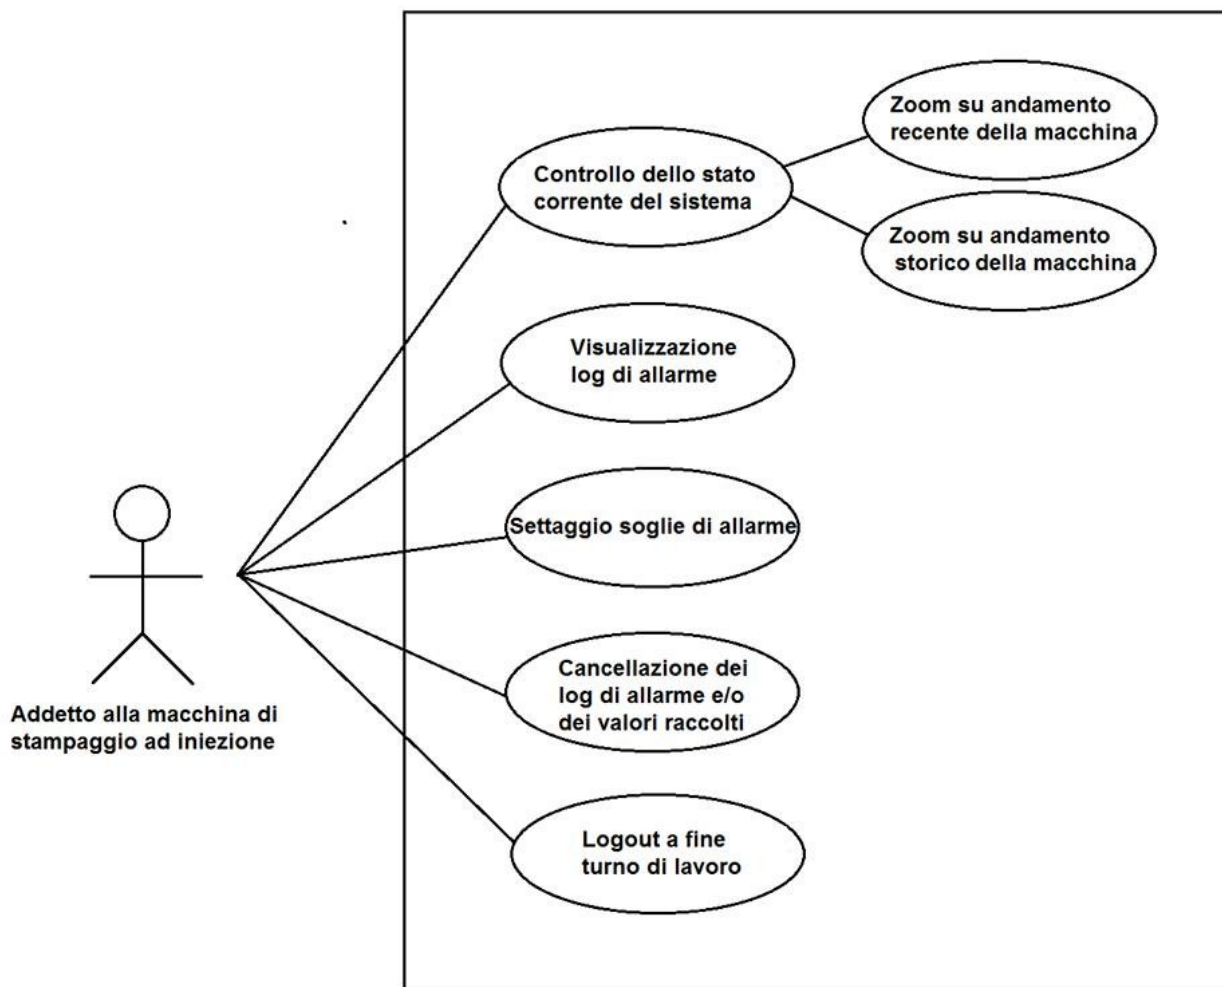 Zoom su andamento
recente della macchina
Controllo dello stato
corrente del sistema
Zoom su andamento
storico della macchina
Visualizzazione
log di allarme
Settaggio soglie di allarme
Cancellazione dei
log di allarme e/o
dei valori raccolti
Addetto alla macchina di
stampaggio ad iniezione
Logout a fine
turno di lavoro